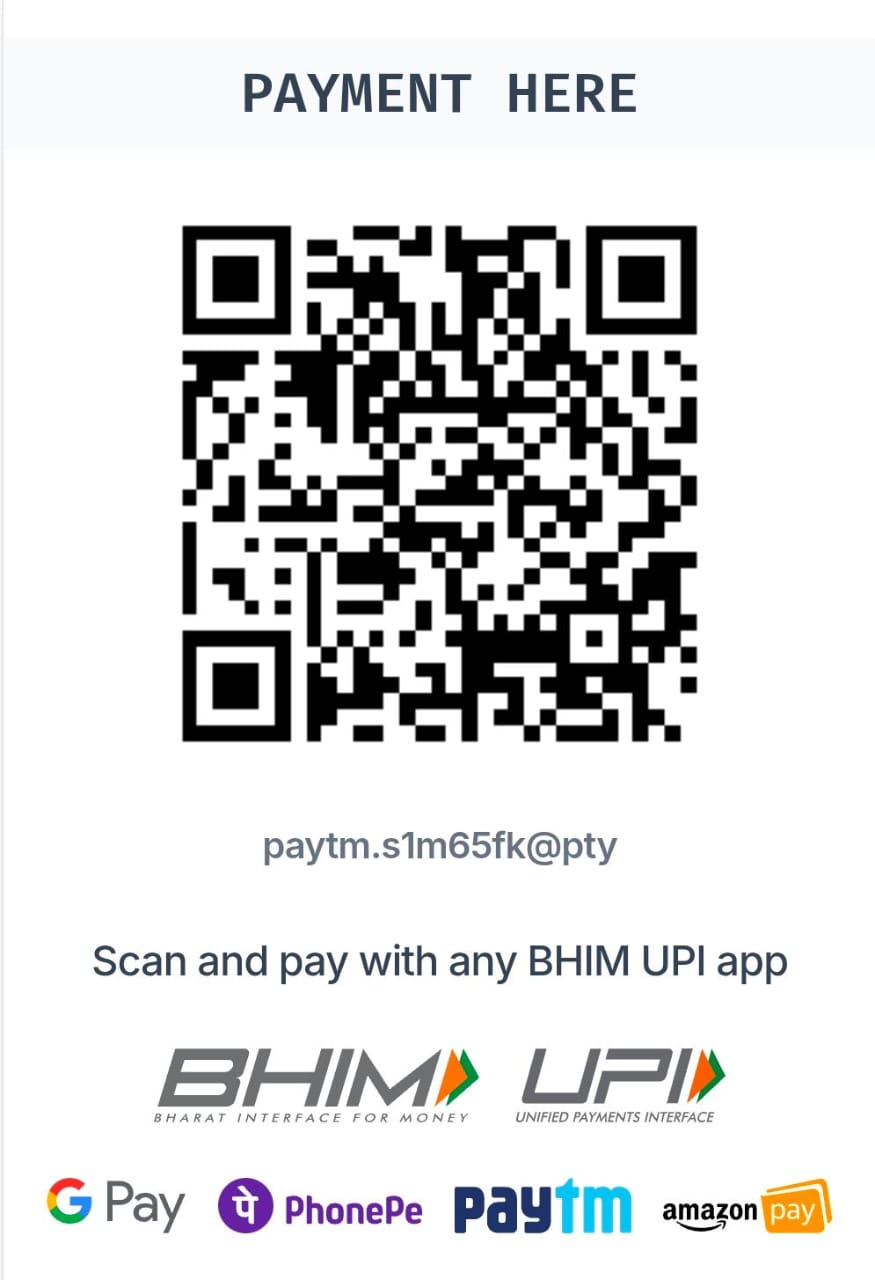 PAYMENT HERE
paytm.s1m65fk@pty
Scan and pay with any BHIM UPI app
BHIM UPI
BHARAT INTERFACE FOR MONEY UNIFIED PAYMENTS INTERFACE
G Pay पे PhonePe paytm amazon pay